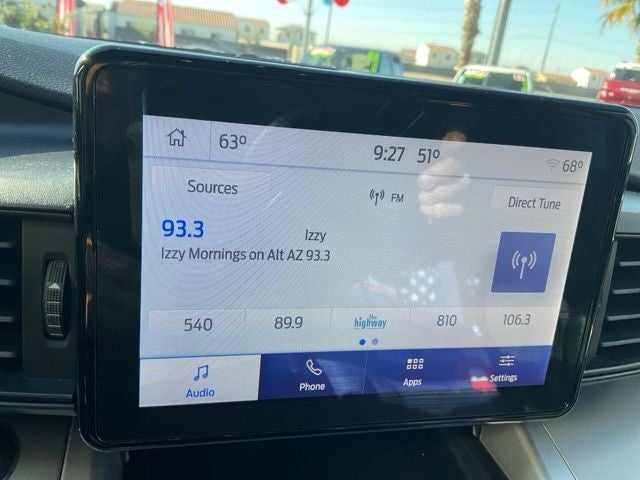 63° 9:27 51° 68°
Sources FM Direct Tune
93.3 Izzy
Izzy Mornings on Alt AZ 93.3
540 89.9 the highway 810 106.3
Audio Phone Apps Settings